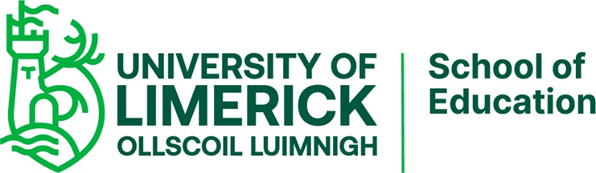 UNIVERSITY OF
LIMERICK
OLLSCOIL LUIMNIGH
School of
Education